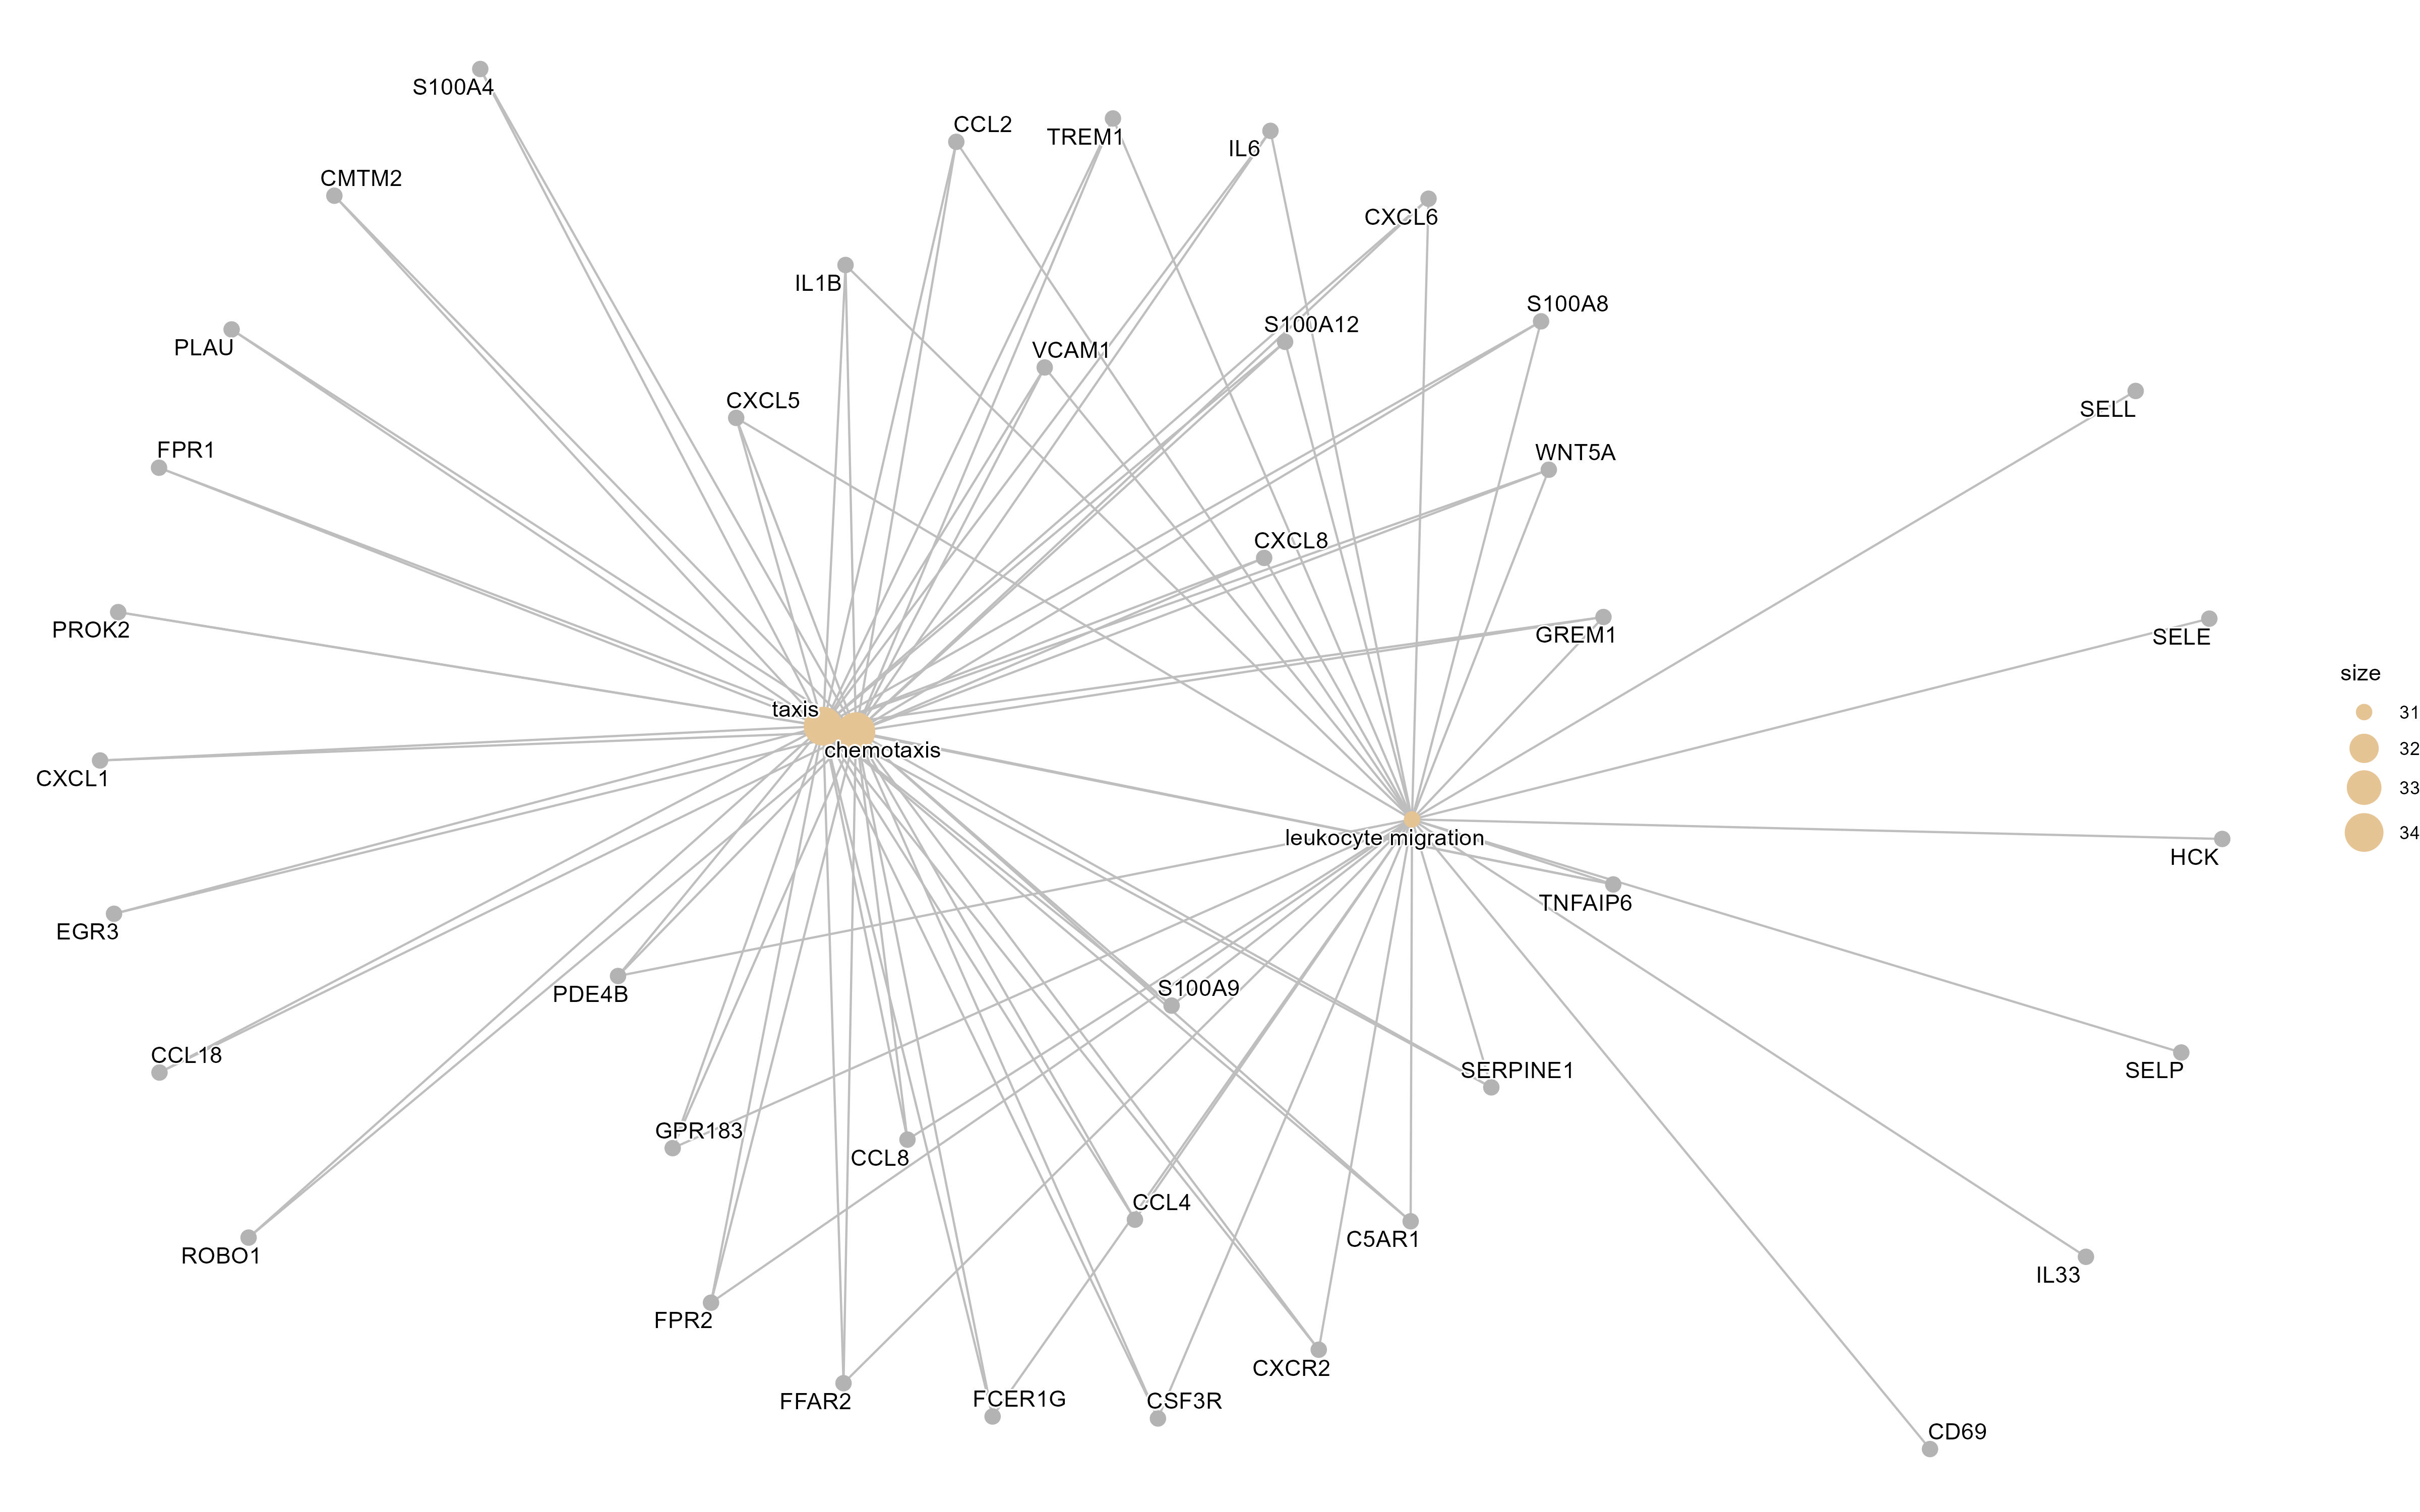 S100A4
CCL2
TREM1
IL6
CMTM2
CXCL6
IL1B
S100A8
S100A12
PLAU
VCAM1
CXCL5
SELL
FPR1
WNT5A
CXCL8
PROK2
GREM1
SELE
size
taxis
31
chemotaxis
32
CXCL1
33
leukocyte migration
34
HCK
TNFAIP6
EGR3
PDE4B
S100A9
CCL18
SERPINE1
SELP
GPR183
CCL8
CCL4
C5AR1
ROBO1
IL33
FPR2
CXCR2
FFAR2
FCER1G
CSF3R
CD69